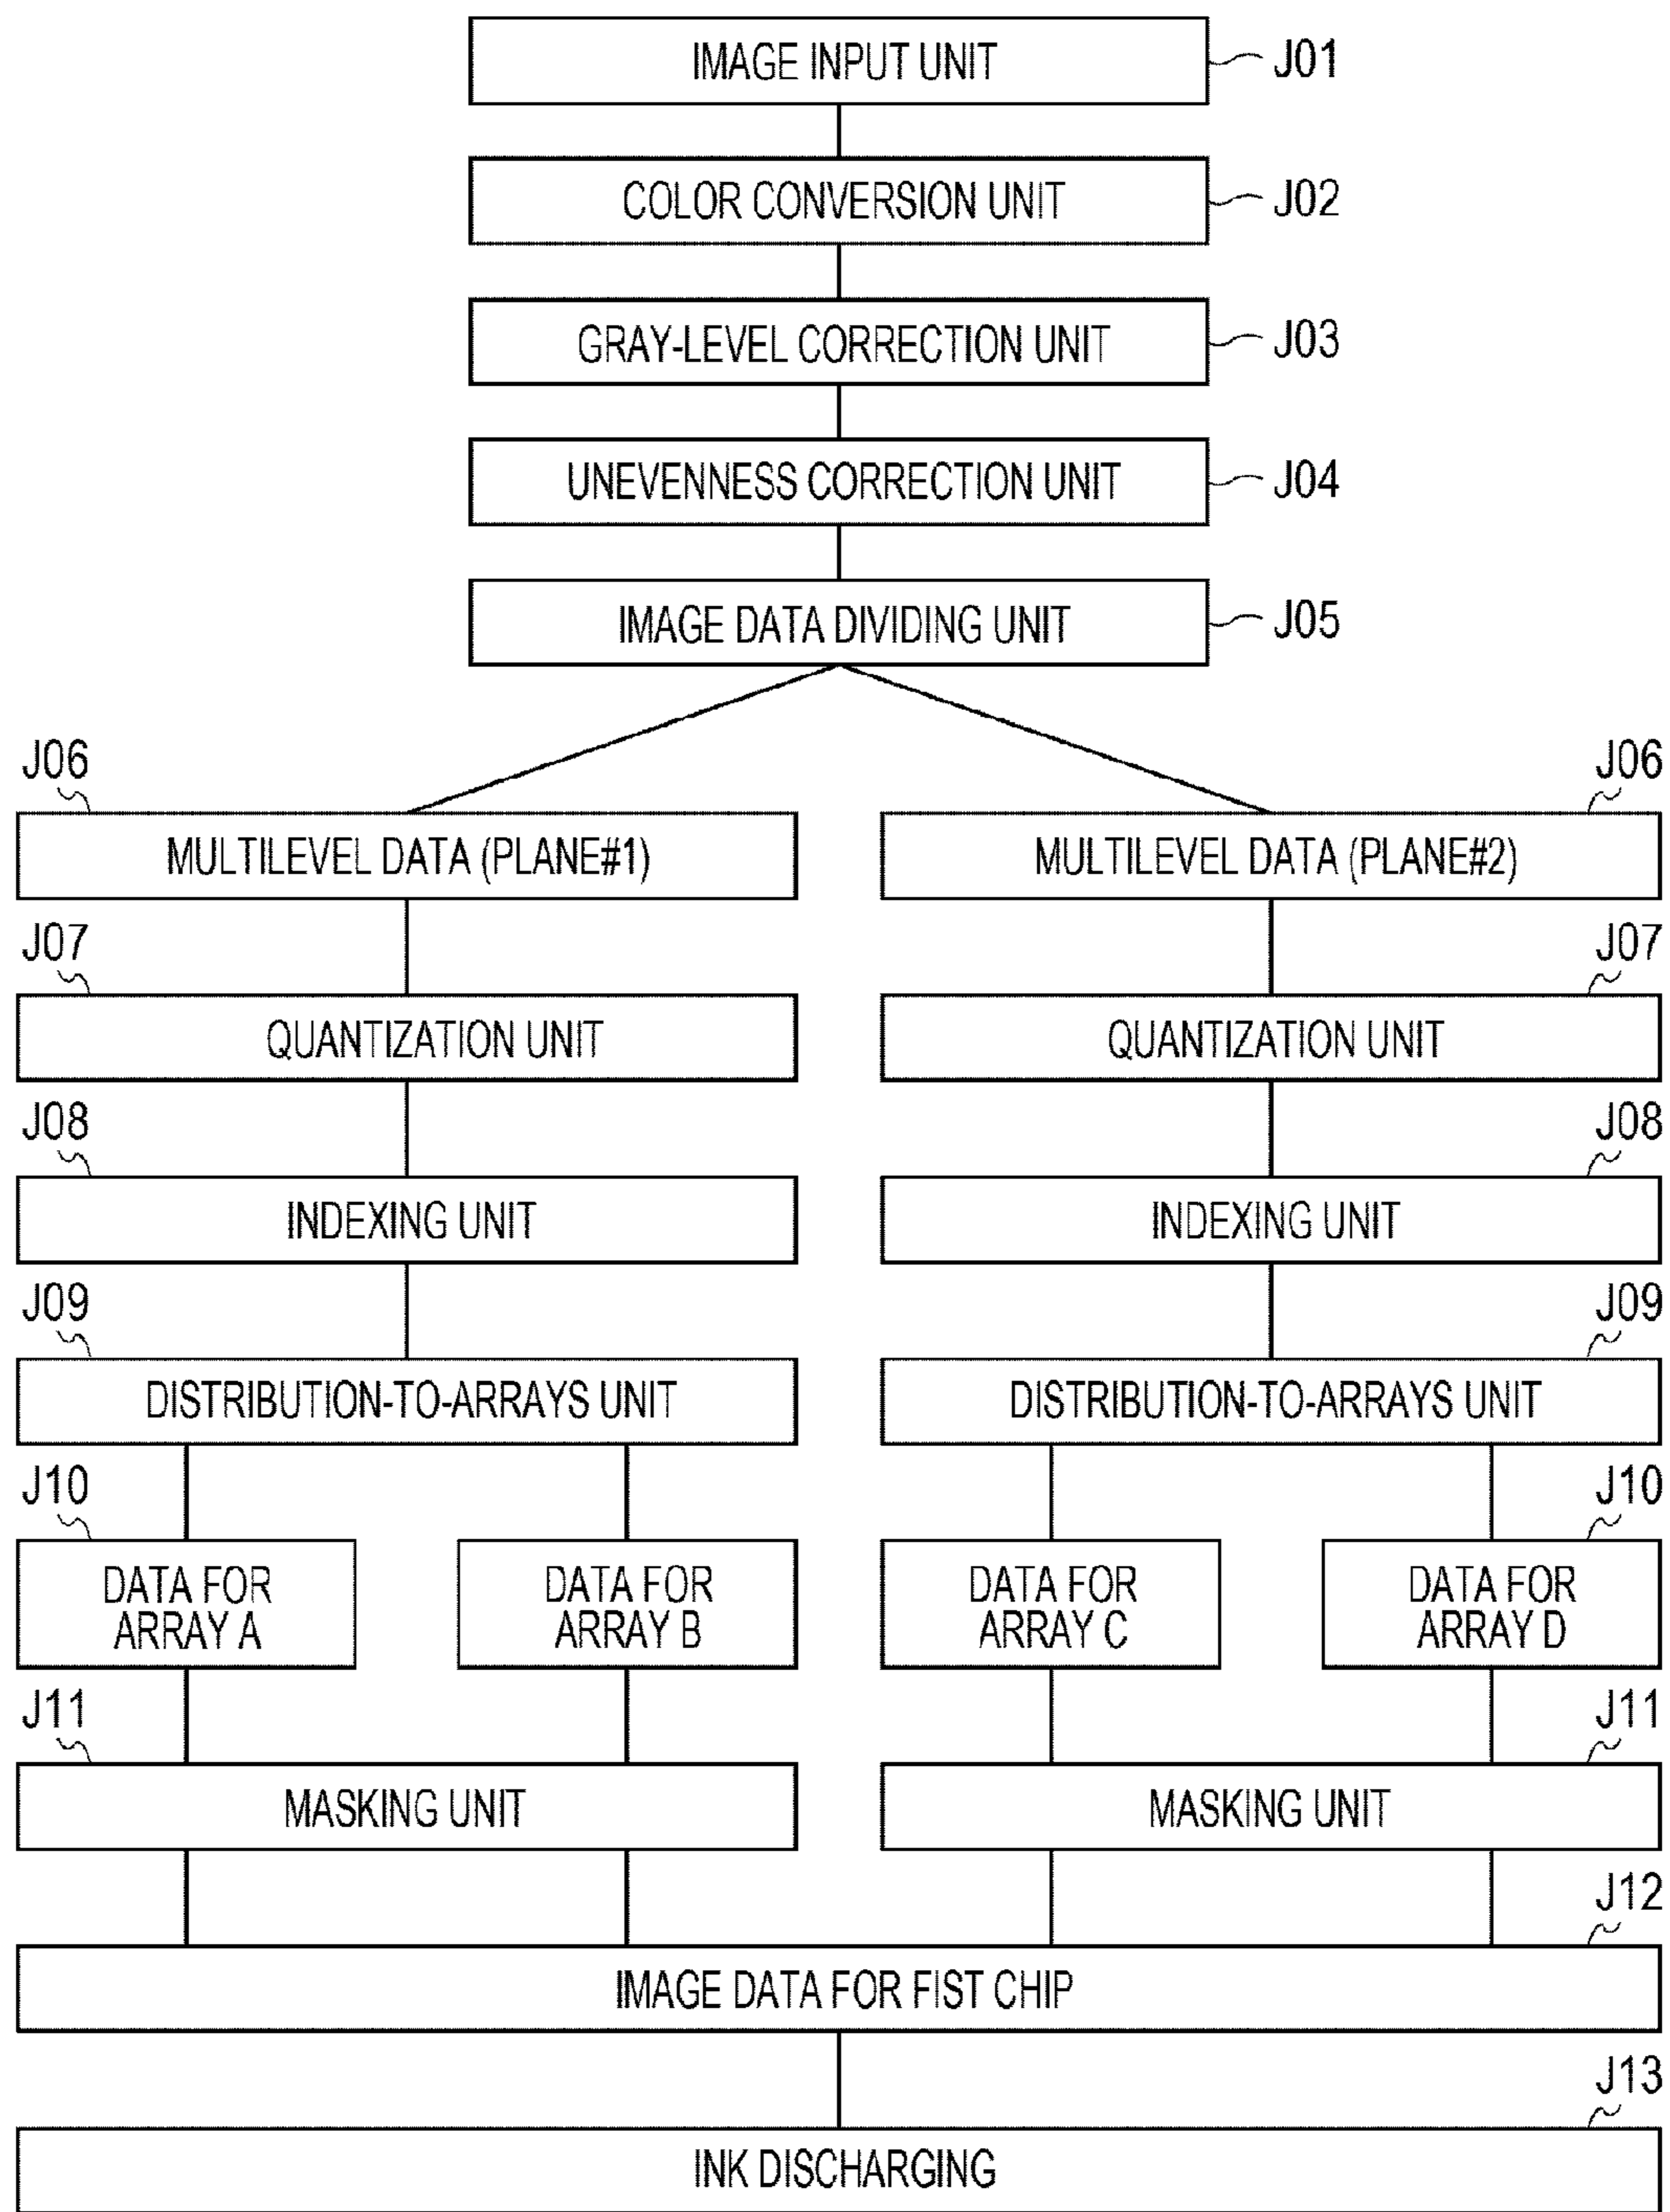 IMAGE INPUT UNIT J01
COLOR CONVERSION UNIT J02
GRAY-LEVEL CORRECTION UNIT J03
UNEVENNESS CORRECTION UNIT J04
IMAGE DATA DIVIDING UNIT J05
J06 J06
MULTILEVEL DATA (PLANE#1) MULTILEVEL DATA (PLANE#2)
J07 J07
QUANTIZATION UNIT QUANTIZATION UNIT
J08 J08
INDEXING UNIT INDEXING UNIT
J09 J09
DISTRIBUTION-TO-ARRAYS UNIT DISTRIBUTION-TO-ARRAYS UNIT
J10 J10
DATA FOR DATA FOR DATA FOR DATA FOR
ARRAY A ARRAY B ARRAY C ARRAY D
J11 J11
MASKING UNIT MASKING UNIT
J12
IMAGE DATA FOR FIST CHIP
J13
INK DISCHARGING